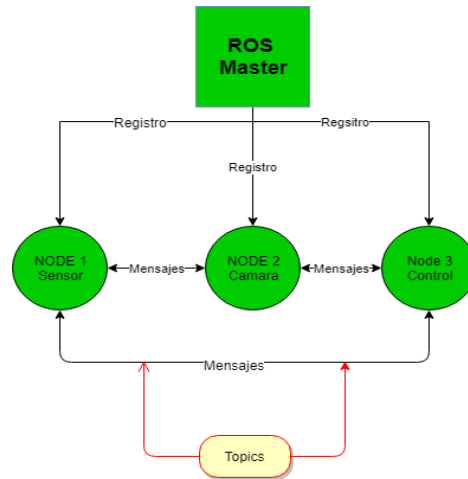 ROS
Master
Registro
Regsitro
Registro
NODE 1
Sensor
Mensajes
NODE 2
Camara
Mensajes
Node 3
Control
Mensajes
Topics